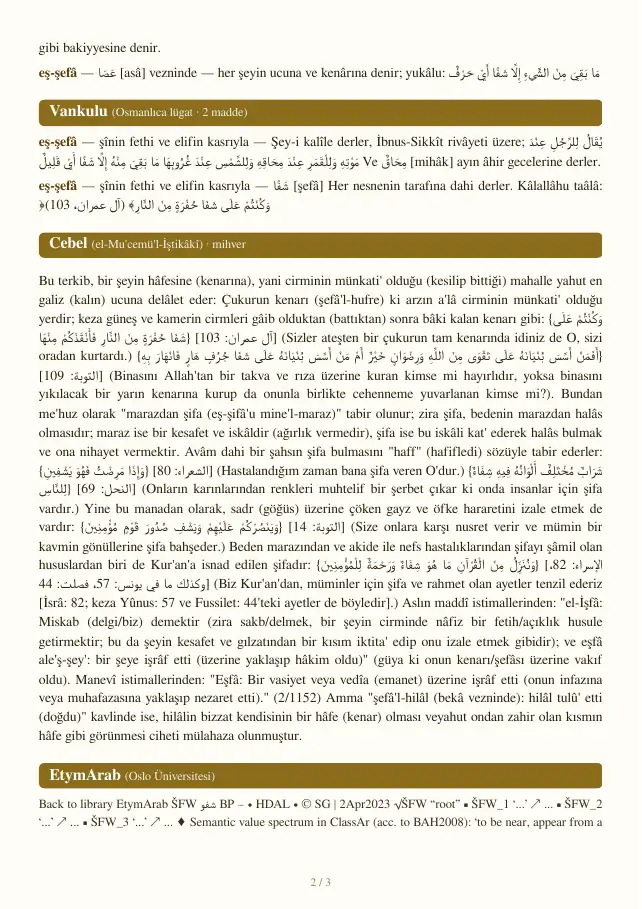 gibi bakiyyesine denir.
eş-şefâ — عَصَا [asâ] vezninde — her şeyin ucuna ve kenârına denir; yukâlu: مَا بَقِيَ مِنَ الشَّيْءِ إِلَّا شَفًا أَيْ حَرْفٌ
Vankulu (Osmanlıca lügat · 2 madde)
eş-şefâ — şînin fethi ve elifin kasrıyla — Şey-i kalîle derler, İbnus-Sikkît rivâyeti üzere; يُقَالُ لِلرَّجُلِ عِنْدَ
مَوْتِهِ وَلِلْقَمَرِ عِنْدَ مِحَاقِهِ وَلِلشَّمْسِ عِنْدَ غُرُوبِهَا مَا بَقِيَ مِنْهُ إِلَّا شَفًا أَيْ قَلِيلٌ Ve مِحَاقٌ [mihâk] ayın âhir gecelerine derler.
eş-şefâ — şînin fethi ve elifin kasrıyla — شَفَا [şefâ] Her nesnenin tarafına dahi derler. Kâlallâhu taâlâ:
﴿وَكُنْتُمْ عَلَى شَفَا حُفْرَةٍ مِنَ النَّارِ﴾ (آل عمران، 103)
Cebel (el-Mu'cemü'l-İştikâkî) · mihver
Bu terkib, bir şeyin hâfesine (kenarına), yani cirminin münkati' olduğu (kesilip bittiği) mahalle yahut en
galiz (kalın) ucuna delâlet eder: Çukurun kenarı (şefâ'l-hufre) ki arzın a'lâ cirminin münkati' olduğu
yerdir; keza güneş ve kamerin cirmleri gâib olduktan (battıktan) sonra bâki kalan kenarı gibi: {وَكُنْتُمْ عَلَى
شَفَا حُفْرَةٍ مِنَ النَّارِ فَأَنْقَذَكُمْ مِنْهَا} [آل عمران: 103] (Sizler ateşten bir çukurun tam kenarında idiniz de O, sizi
oradan kurtardı.) {أَفَمَنْ أَسَّسَ بُنْيَانَهُ عَلَى تَقْوَى مِنَ اللَّهِ وَرِضْوَانٍ خَيْرٌ أَمْ مَنْ أَسَّسَ بُنْيَانَهُ عَلَى شَفَا جُرُفٍ هَارٍ فَانْهَارَ بِهِ}
[التوبة: 109] (Binasını Allah'tan bir takva ve rıza üzerine kuran kimse mi hayırlıdır, yoksa binasını
yıkılacak bir yarın kenarına kurup da onunla birlikte cehenneme yuvarlanan kimse mi?). Bundan
me'huz olarak "marazdan şifa (eş-şifâ'u mine'l-maraz)" tabir olunur; zira şifa, bedenin marazdan halâs
olmasıdır; maraz ise bir kesafet ve iskâldir (ağırlık vermedir), şifa ise bu iskâli kat' ederek halâs bulmak
ve ona nihayet vermektir. Avâm dahi bir şahsın şifa bulmasını "haff" (hafifledi) sözüyle tabir ederler:
{وَإِذَا مَرِضْتُ فَهُوَ يَشْفِينِ} [الشعراء: 80] (Hastalandığım zaman bana şifa veren O'dur.) {شَرَابٌ مُخْتَلِفٌ أَلْوَانُهُ فِيهِ شِفَاءٌ
لِلنَّاسِ} [النحل: 69] (Onların karınlarından renkleri muhtelif bir şerbet çıkar ki onda insanlar için şifa
vardır.) Yine bu manadan olarak, sadr (göğüs) üzerine çöken gayz ve öfke hararetini izale etmek de
vardır: {وَيَنْصُرْكُمْ عَلَيْهِمْ وَيَشْفِ صُدُورَ قَوْمٍ مُؤْمِنِينَ} [التوبة: 14] (Size onlara karşı nusret verir ve mümin bir
kavmin gönüllerine şifa bahşeder.) Beden marazından ve akide ile nefs hastalıklarından şifayı şâmil olan
hususlardan biri de Kur'an'a isnad edilen şifadır: {وَنُنَزِّلُ مِنَ الْقُرْآنِ مَا هُوَ شِفَاءٌ وَرَحْمَةٌ لِلْمُؤْمِنِينَ} [الإسراء: 82،
وكذلك ما في يونس: 57، فصلت: 44] (Biz Kur'an'dan, müminler için şifa ve rahmet olan ayetler tenzil ederiz
[İsrâ: 82; keza Yûnus: 57 ve Fussilet: 44'teki ayetler de böyledir].) Aslın maddî istimallerinden: "el-İşfâ:
Miskab (delgi/biz) demektir (zira sakb/delmek, bir şeyin cirminde nâfiz bir fetih/açıklık husule
getirmektir; bu da şeyin kesafet ve gılzatından bir kısım iktita' edip onu izale etmek gibidir); ve eşfâ
ale'ş-şey': bir şeye işrâf etti (üzerine yaklaşıp hâkim oldu)" (güya ki onun kenarı/şefâsı üzerine vakıf
oldu). Manevî istimallerinden: "Eşfâ: Bir vasiyet veya vedîa (emanet) üzerine işrâf etti (onun infazına
veya muhafazasına yaklaşıp nezaret etti)." (2/1152) Amma "şefâ'l-hilâl (bekâ vezninde): hilâl tulû' etti
(doğdu)" kavlinde ise, hilâlin bizzat kendisinin bir hâfe (kenar) olması veyahut ondan zahir olan kısmın
hâfe gibi görünmesi ciheti mülahaza olunmuştur.
EtymArab (Oslo Üniversitesi)
Back to library EtymArab ŠFW شفو BP – • HDAL • © SG | 2Apr2023 √ŠFW “root” ▪ ŠFW_1 ‘...’ ↗ ... ▪ ŠFW_2
‘...’ ↗ ... ▪ ŠFW_3 ‘...’ ↗ ... ♦ Semantic value spectrum in ClassAr (acc. to BAH2008): ‘to be near, appear from a
2 / 3